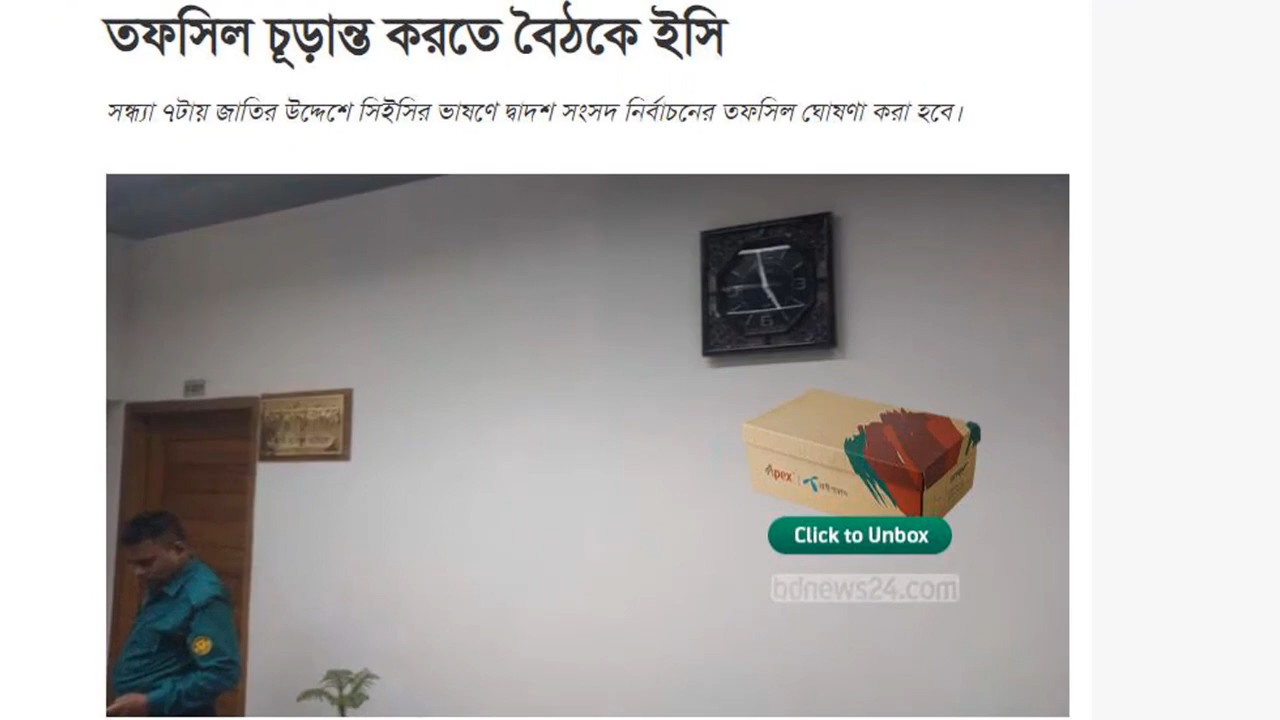 তফসিল চূড়ান্ত করতে বৈঠকে ইসি
সন্ধ্যা ৭টায় জাতির উদ্দেশে সিইসির ভাষণে দ্বাদশ সংসদ নির্বাচনের তফসিল ঘোষণা করা হবে।
Apex
Click to Unbox
bdnews24.com